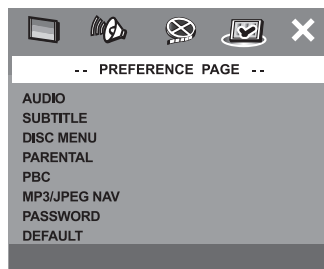 -- PREFERENCE PAGE --
AUDIO
SUBTITLE
DISC MENU
PARENTAL
PBC
MP3/JPEG NAV
PASSWORD
DEFAULT